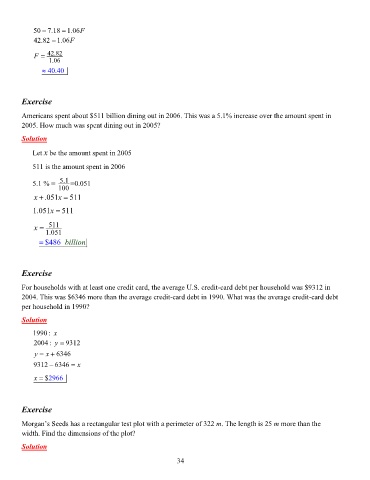 50 − 7.18 = 1.06F
42.82 = 1.06F
F = 42.82/1.06
≈ 40.40
Exercise
Americans spent about $511 billion dining out in 2006. This was a 5.1% increase over the amount spent in
2005. How much was spent dining out in 2005?
Solution
Let x be the amount spent in 2005
511 is the amount spent in 2006
5.1 % = 5.1/100 =0.051
x + .051x = 511
1.051x = 511
x = 511/1.051
= $486 billion
Exercise
For households with at least one credit card, the average U.S. credit-card debt per household was $9312 in
2004. This was $6346 more than the average credit-card debt in 1990. What was the average credit-card debt
per household in 1990?
Solution
1990 : x
2004 : y = 9312
y = x + 6346
9312 − 6346 = x
x = $2966
Exercise
Morgan's Seeds has a rectangular test plot with a perimeter of 322 m. The length is 25 m more than the
width. Find the dimensions of the plot?
Solution
34